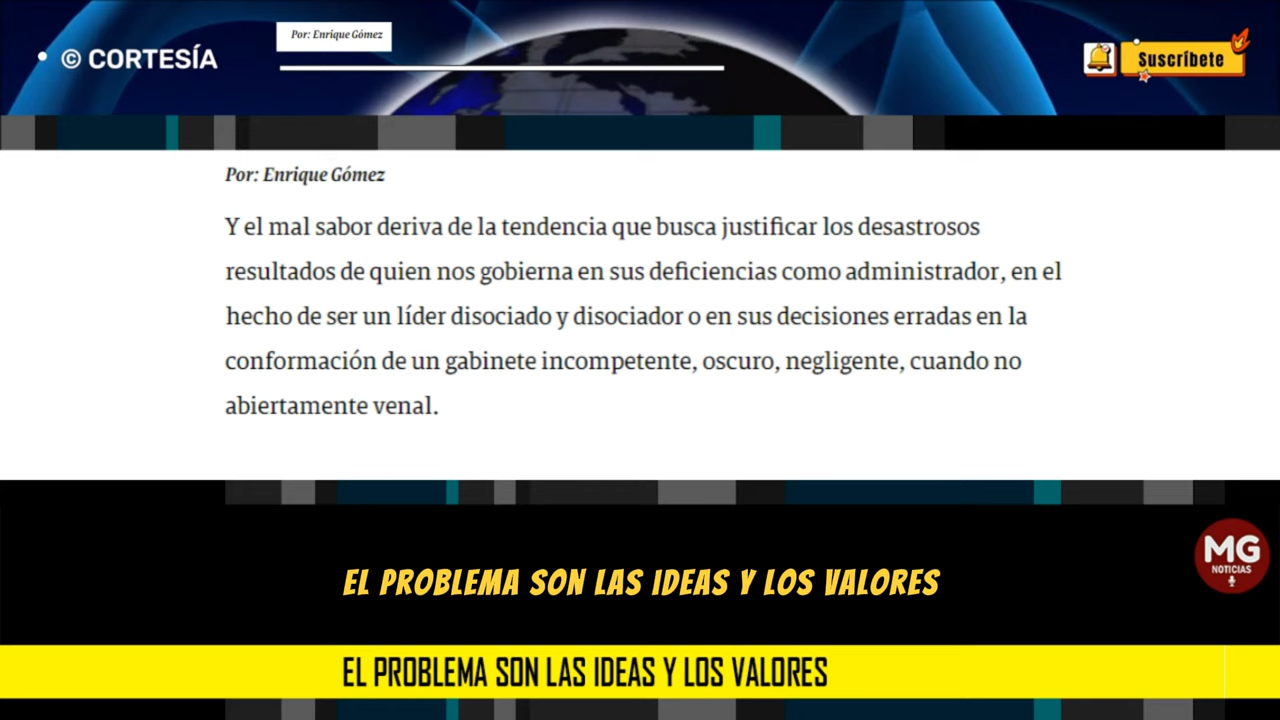 Por: Enrique Gómez
© CORTESÍA
Suscríbete
Por: Enrique Gómez
Y el mal sabor deriva de la tendencia que busca justificar los desastrosos
resultados de quien nos gobierna en sus deficiencias como administrador, en el
hecho de ser un líder disociado y disociador o en sus decisiones erradas en la
conformación de un gabinete incompetente, oscuro, negligente, cuando no
abiertamente venal.
MG
NOTICIAS
EL PROBLEMA SON LAS IDEAS Y LOS VALORES
EL PROBLEMA SON LAS IDEAS Y LOS VALORES